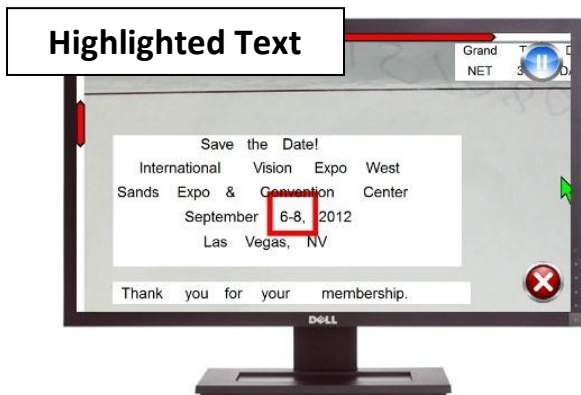 Highlighted Text
Grand
NET
Save the Date!
International Vision Expo West
Sands Expo & Convention Center
September 6-8, 2012
Las Vegas, NV
Thank you for your membership.
DELL